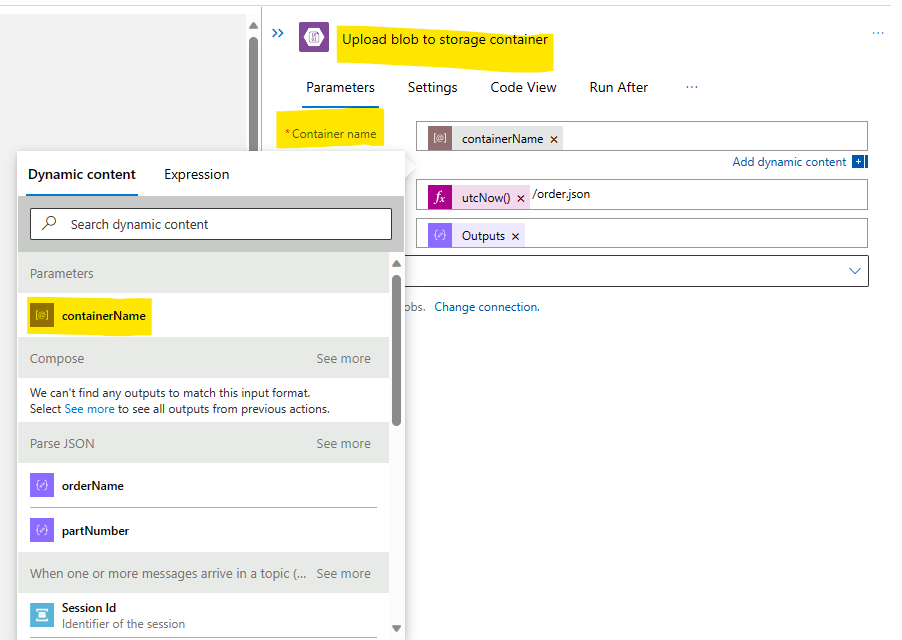 Upload blob to storage container
Parameters
Settings
Code View
Run After
*Container name
containerName
Add dynamic content
utcNow() /order.json
Outputs
obs. Change connection.
Dynamic content
Expression
Search dynamic content
Parameters
containerName
Compose
See more
We can't find any outputs to match this input format.
Select See more to see all outputs from previous actions.
Parse JSON
See more
orderName
partNumber
When one or more messages arrive in a topic (...
See more
Session Id
Identifier of the session